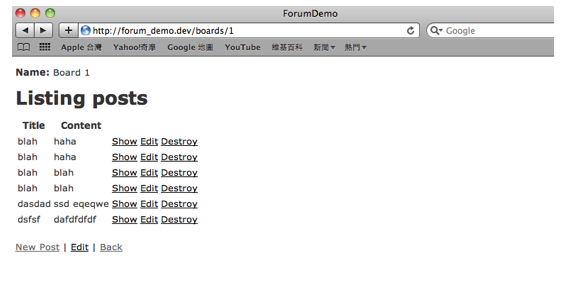 ForumDemo
http://forum_demo.dev/boards/1
Google
Apple 台灣 Yahoo!奇摩 Google 地圖 YouTube 維基百科 新聞 熱門
Name: Board 1
Listing posts
Title Content
blah haha Show Edit Destroy
blah haha Show Edit Destroy
blah blah Show Edit Destroy
blah blah Show Edit Destroy
dasdad ssd eqeqwe Show Edit Destroy
dsfsf dafdfdfdf Show Edit Destroy
New Post | Edit | Back